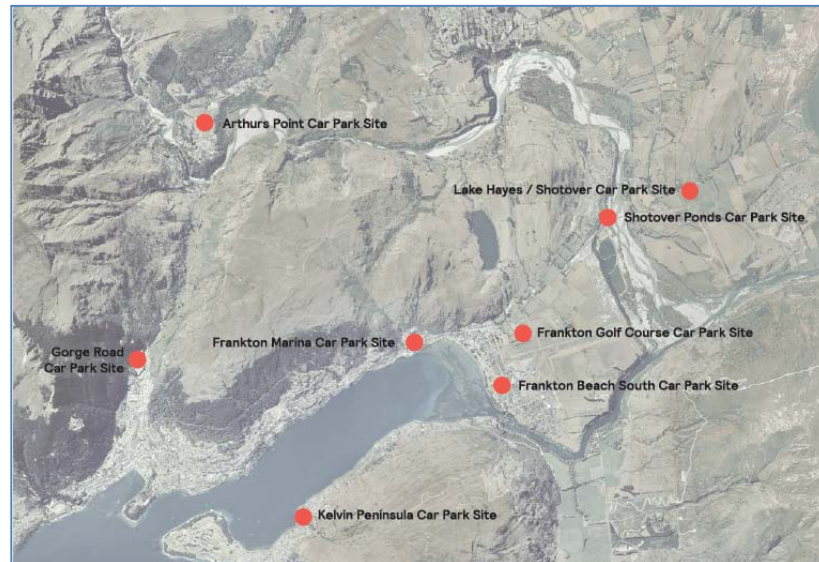 Arthurs Point Car Park Site
Lake Hayes / Shotover Car Park Site
Shotover Ponds Car Park Site
Frankton Golf Course Car Park Site
Frankton Marina Car Park Site
Gorge Road
Car Park Site
Frankton Beach South Car Park Site
Kelvin Peninsula Car Park Site